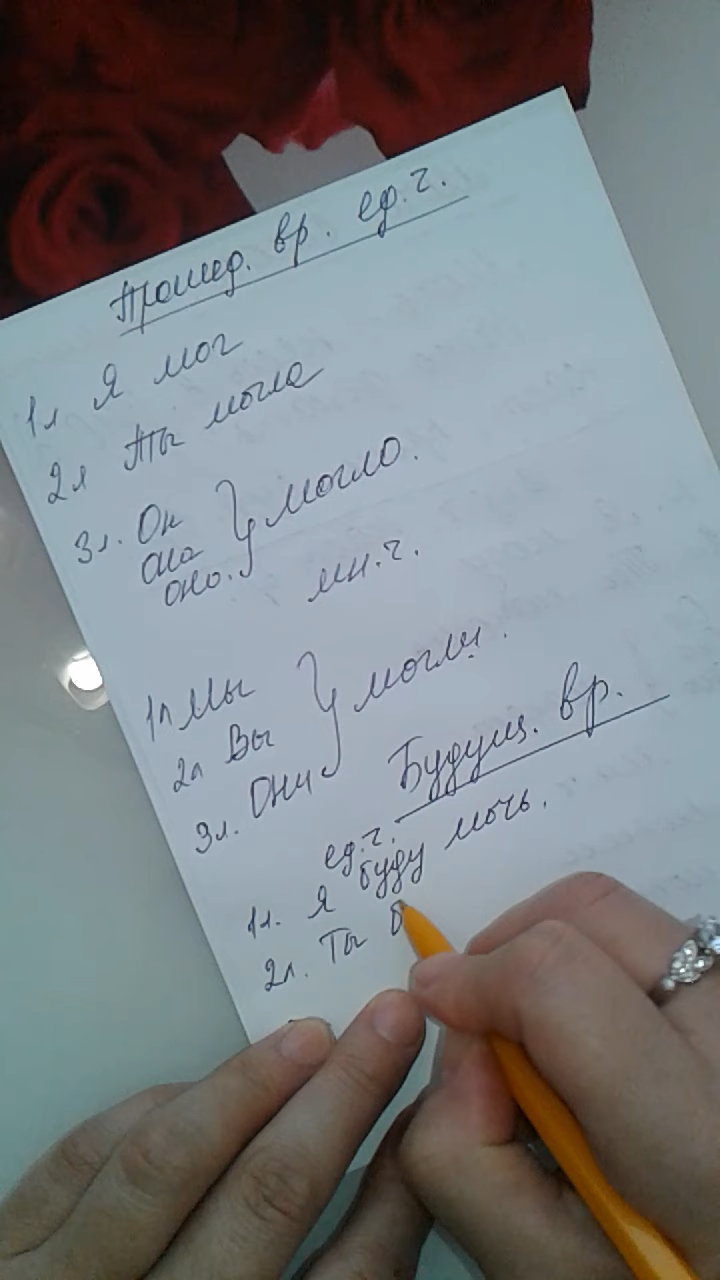 Прошед. вр. ед.ч.
1л Я мог
2л Ты могла
3л. Он
она
оно.
могло.
мн.ч.
1л Мы
2л Вы
3л. Они
могли.
Будущ. вр.
ед.ч.
1л. Я буду мочь.
2л. Ты б